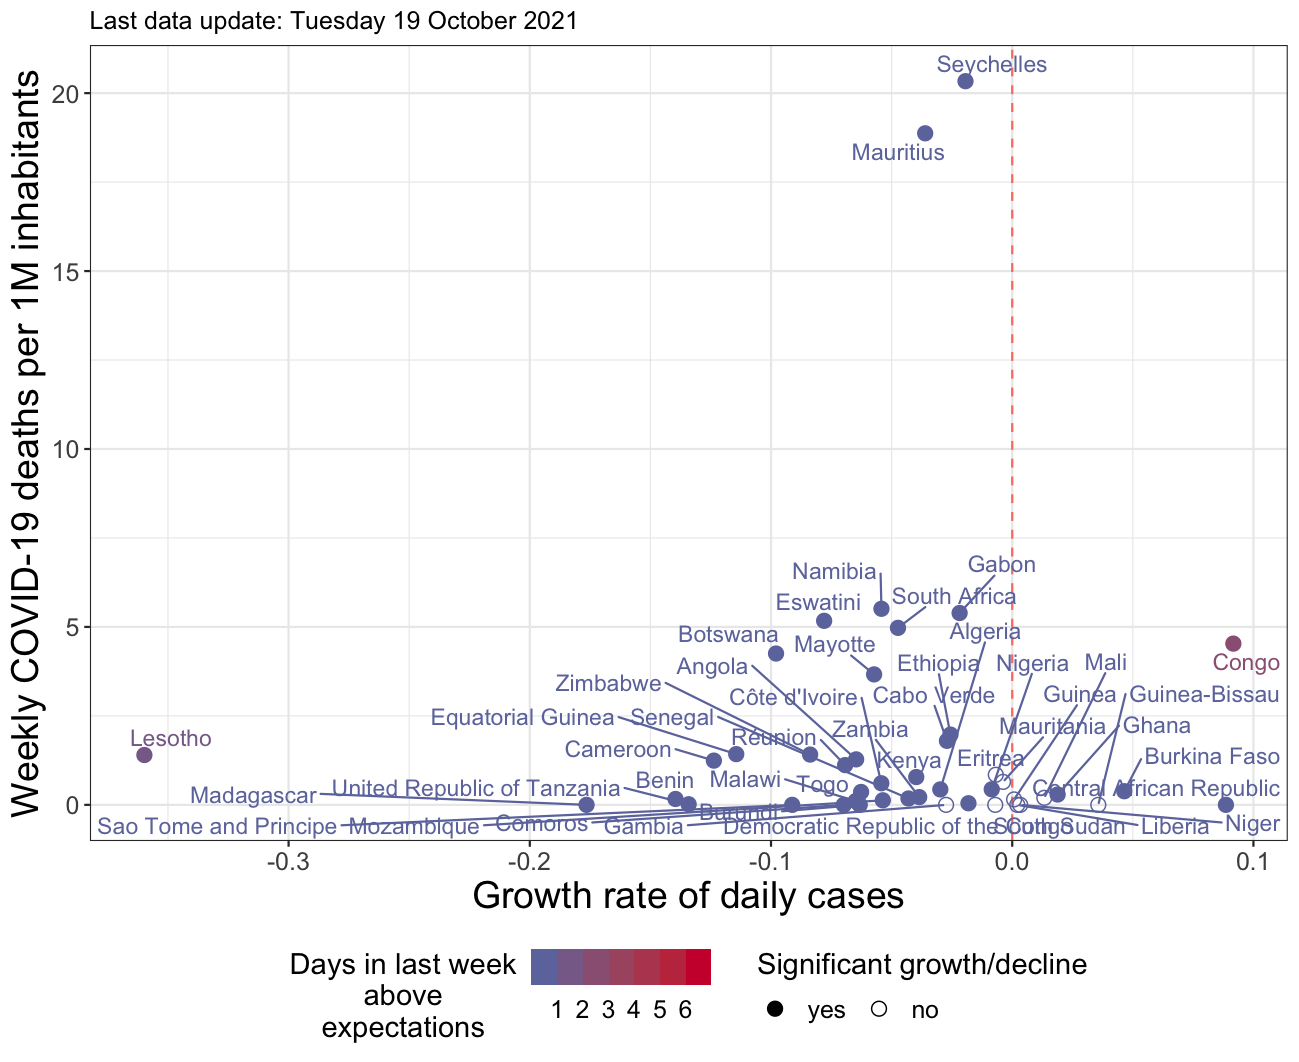 Last data update: Tuesday 19 October 2021
Weekly COVID-19 deaths per 1M inhabitants
20
15
10
5
0
Seychelles
Mauritius
Gabon
Namibia
South Africa
Eswatini
Algeria
Botswana
Mayotte
Angola
Ethiopia
Nigeria
Mali
Congo
Zimbabwe
Côte d'Ivoire
Cabo Verde
Guinea
Guinea-Bissau
Equatorial Guinea
Senegal
Zambia
Mauritania
Ghana
Lesotho
Réunion
Cameroon
Kenya
Eritrea
Burkina Faso
Benin
Malawi
Togo
Central African Republic
Madagascar
United Republic of Tanzania
Burundi
Sao Tome and Principe
Mozambique
Comoros
Gambia
Democratic Republic of the Congo
South Sudan
Liberia
Niger
-0.3
-0.2
-0.1
0.0
0.1
Growth rate of daily cases
Days in last week
above
expectations
1 2 3 4 5 6
Significant growth/decline
yes
no